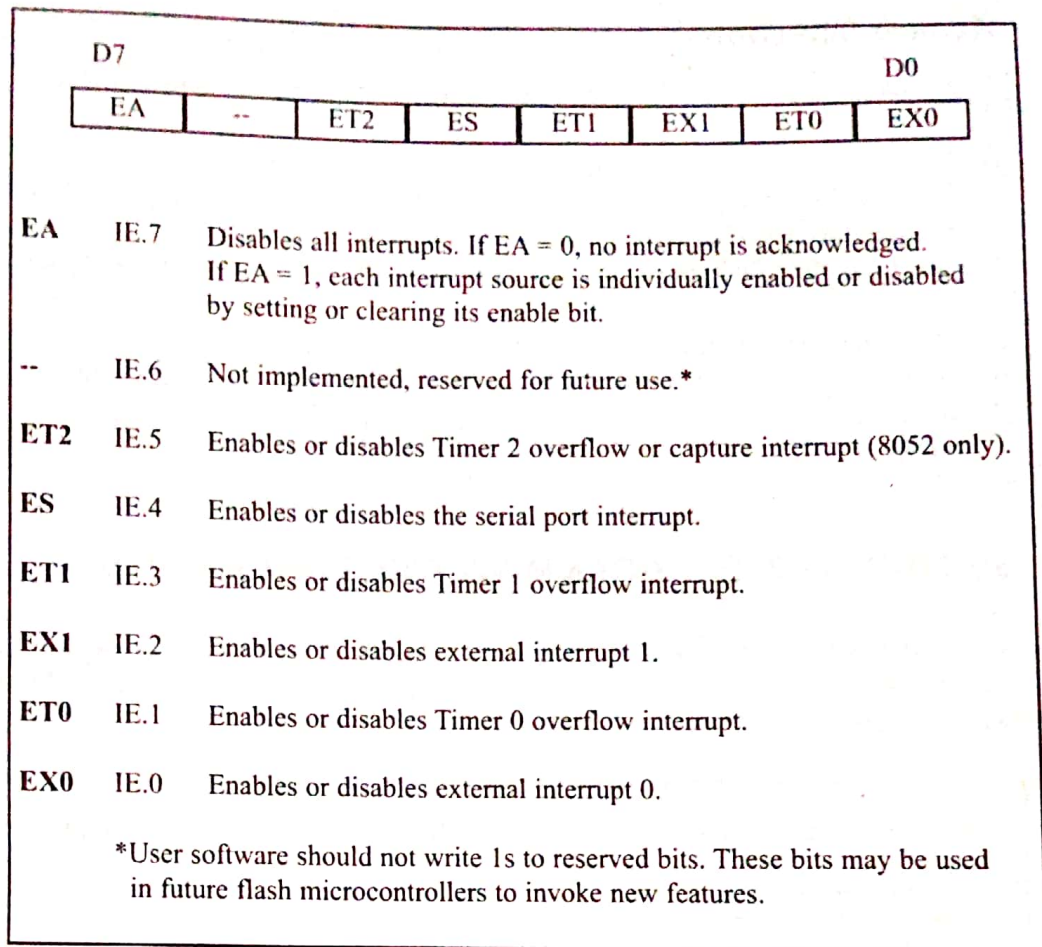 D7 D0
EA -- ET2 ES ET1 EX1 ET0 EX0
EA IE.7 Disables all interrupts. If EA = 0, no interrupt is acknowledged.
If EA = 1, each interrupt source is individually enabled or disabled
by setting or clearing its enable bit.
-- IE.6 Not implemented, reserved for future use.*
ET2 IE.5 Enables or disables Timer 2 overflow or capture interrupt (8052 only).
ES IE.4 Enables or disables the serial port interrupt.
ET1 IE.3 Enables or disables Timer 1 overflow interrupt.
EX1 IE.2 Enables or disables external interrupt 1.
ET0 IE.1 Enables or disables Timer 0 overflow interrupt.
EX0 IE.0 Enables or disables external interrupt 0.
*User software should not write 1s to reserved bits. These bits may be used
in future flash microcontrollers to invoke new features.